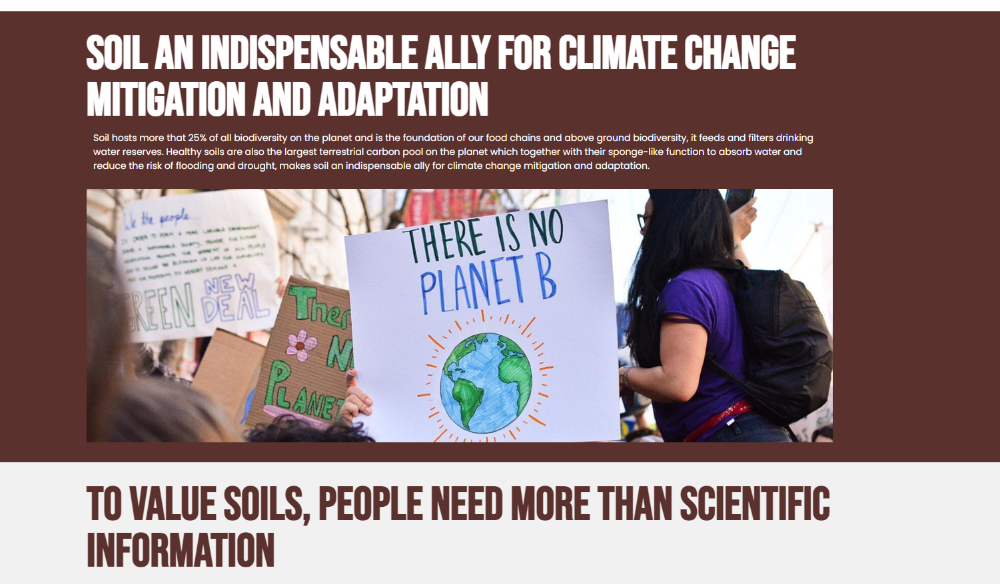 SOIL AN INDISPENSABLE ALLY FOR CLIMATE CHANGE
MITIGATION AND ADAPTATION
Soil hosts more that 25% of all biodiversity on the planet and is the foundation of our food chains and above ground biodiversity, it feeds and filters drinking
water reserves. Healthy soils are also the largest terrestrial carbon pool on the planet which together with their sponge-like function to absorb water and
reduce the risk of flooding and drought, makes soil an indispensable ally for climate change mitigation and adaptation.
We the people
GREEN NEW
DEAL
Ther
N
PLANET
THERE IS NO
PLANET B
TO VALUE SOILS, PEOPLE NEED MORE THAN SCIENTIFIC
INFORMATION